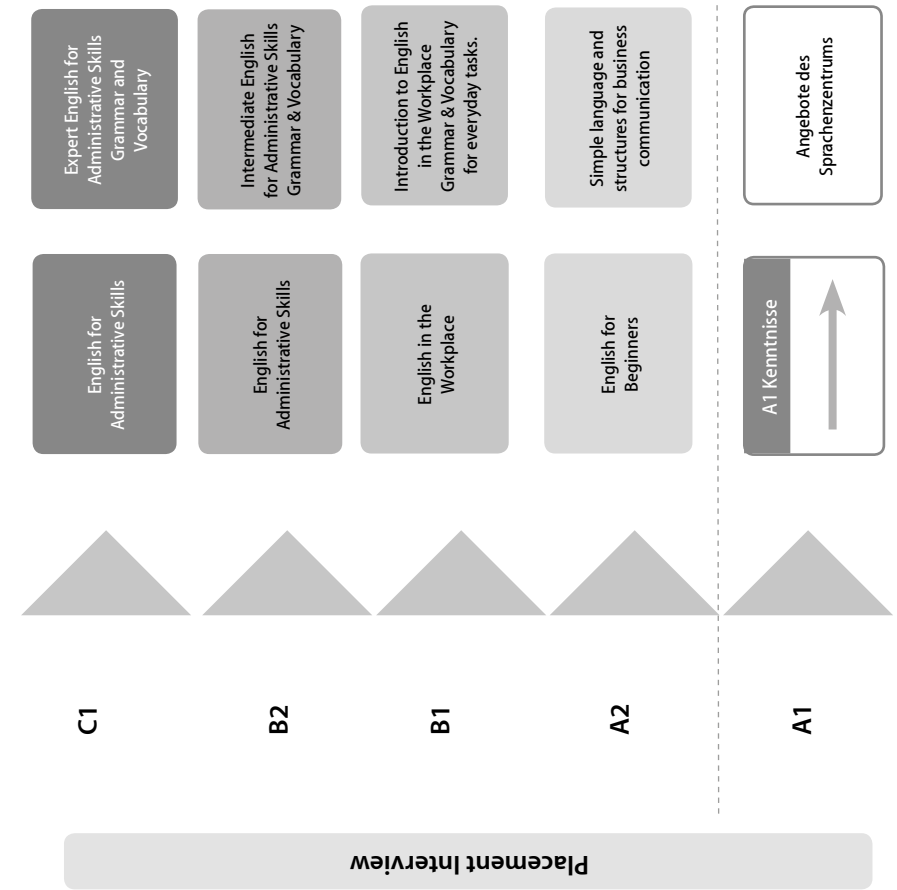 Placement Interview
C1
English for
Administrative Skills
Expert English for
Administrative Skills
Grammar and
Vocabulary
B2
English for
Administrative Skills
Intermediate English
for Administrative Skills
Grammar & Vocabulary
B1
English in the
Workplace
Introduction to English
in the Workplace
Grammar & Vocabulary
for everyday tasks.
A2
English for
Beginners
Simple language and
structures for business
communication
A1
A1 Kenntnisse
Angebote des
Sprachenzentrums